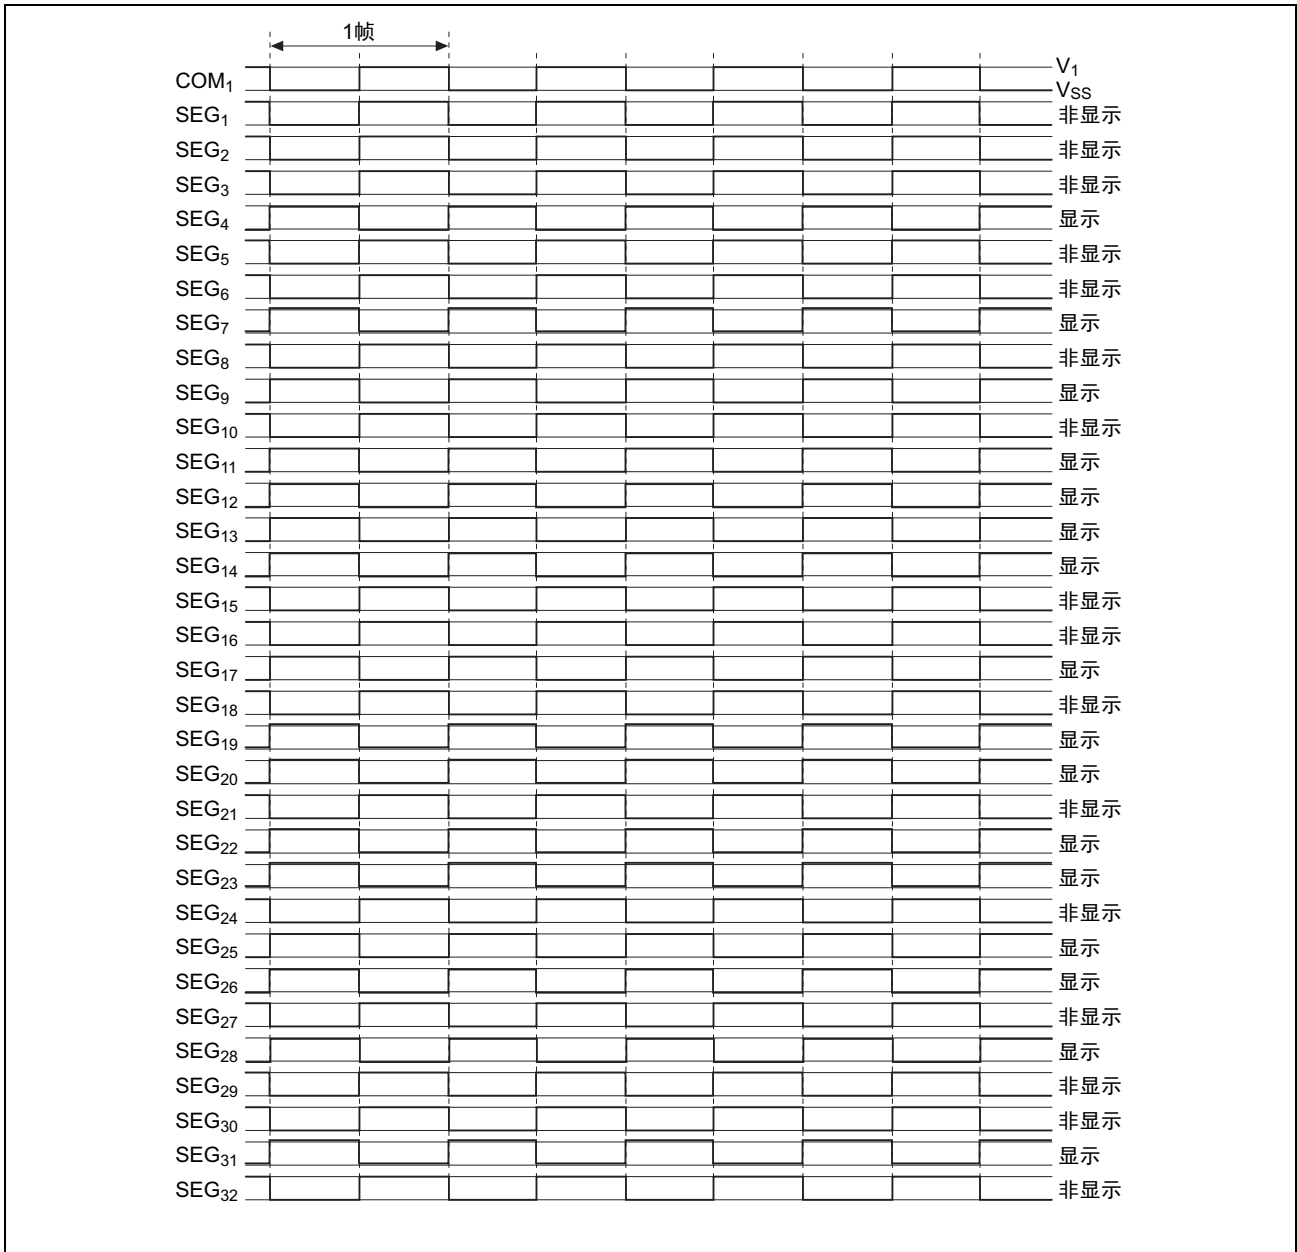 1帧
COM₁ V₁
VSS
SEG₁ 非显示
SEG₂ 非显示
SEG₃ 非显示
SEG₄ 显示
SEG₅ 非显示
SEG₆ 非显示
SEG₇ 显示
SEG₈ 非显示
SEG₉ 显示
SEG₁₀ 非显示
SEG₁₁ 显示
SEG₁₂ 显示
SEG₁₃ 显示
SEG₁₄ 显示
SEG₁₅ 非显示
SEG₁₆ 非显示
SEG₁₇ 显示
SEG₁₈ 非显示
SEG₁₉ 显示
SEG₂₀ 显示
SEG₂₁ 非显示
SEG₂₂ 显示
SEG₂₃ 显示
SEG₂₄ 非显示
SEG₂₅ 显示
SEG₂₆ 显示
SEG₂₇ 非显示
SEG₂₈ 显示
SEG₂₉ 非显示
SEG₃₀ 非显示
SEG₃₁ 显示
SEG₃₂ 非显示